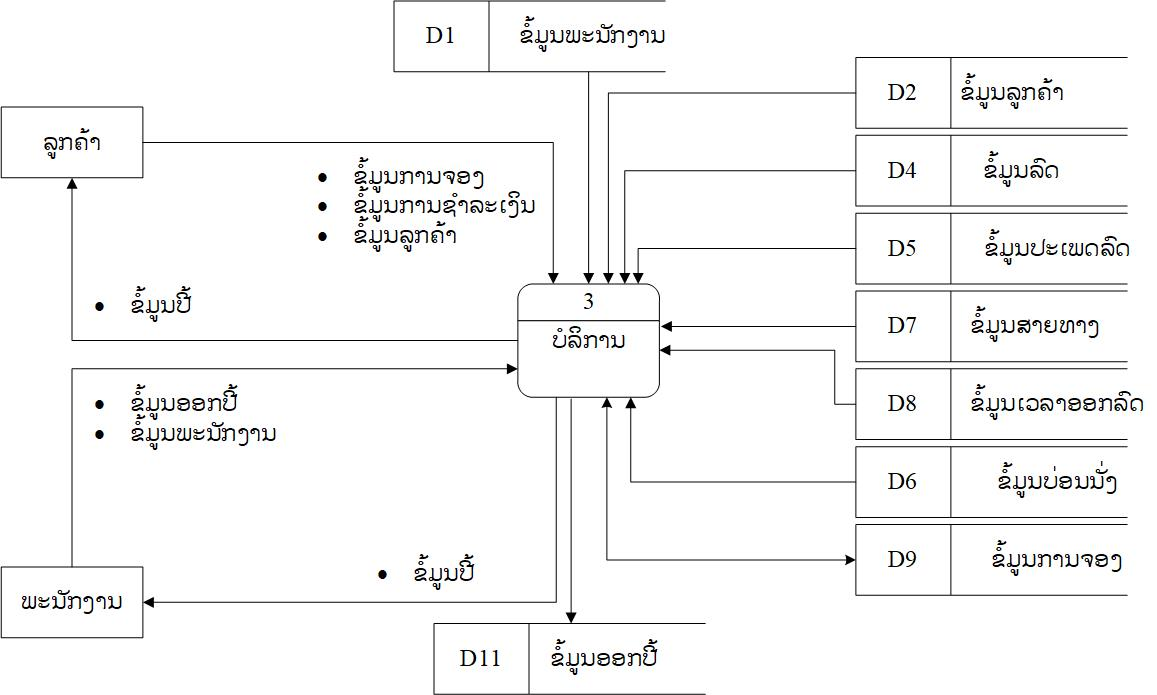 D1 ຂໍ້ມູນພະນັກງານ
D2 ຂໍ້ມູນລູກຄ້າ
ລູກຄ້າ
D4 ຂໍ້ມູນລົດ
• ຂໍ້ມູນການຈອງ
• ຂໍ້ມູນການຊຳລະເງິນ
• ຂໍ້ມູນລູກຄ້າ
D5 ຂໍ້ມູນປະເພດລົດ
• ຂໍ້ມູນປີ້
3
ບໍລິການ
D7 ຂໍ້ມູນສາຍທາງ
D8 ຂໍ້ມູນເວລາອອກລົດ
• ຂໍ້ມູນອອກປີ້
• ຂໍ້ມູນພະນັກງານ
D6 ຂໍ້ມູນບ່ອນນັ່ງ
D9 ຂໍ້ມູນການຈອງ
• ຂໍ້ມູນປີ້
ພະນັກງານ
D11 ຂໍ້ມູນອອກປີ້